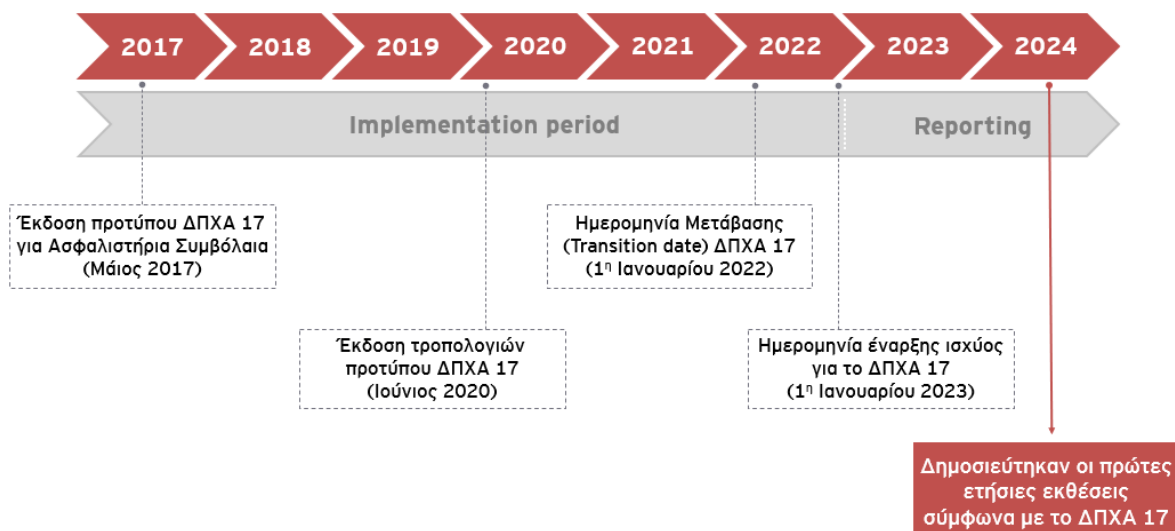 2017 2018 2019 2020 2021 2022 2023 2024
Implementation period Reporting
Έκδοση προτύπου ΔΠΧΑ 17
για Ασφαλιστήρια Συμβόλαια
(Μάιος 2017)
Ημερομηνία Μετάβασης
(Transition date) ΔΠΧΑ 17
(1η Ιανουαρίου 2022)
Έκδοση τροπολογιών
προτύπου ΔΠΧΑ 17
(Ιούνιος 2020)
Ημερομηνία έναρξης ισχύος
για το ΔΠΧΑ 17
(1η Ιανουαρίου 2023)
Δημοσιεύτηκαν οι πρώτες
ετήσιες εκθέσεις
σύμφωνα με το ΔΠΧΑ 17